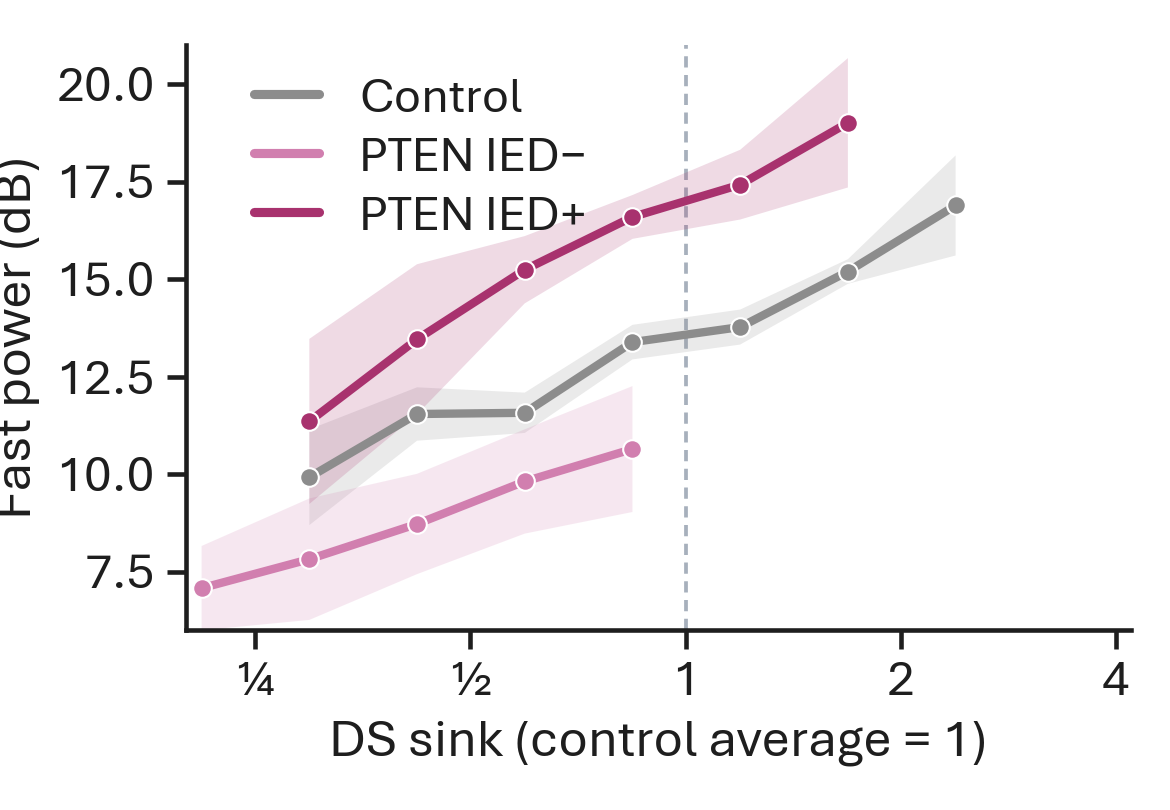 20.0
17.5
15.0
12.5
10.0
7.5
Fast power (dB)
Control
PTEN IED−
PTEN IED+
¼ ½ 1 2 4
DS sink (control average = 1)